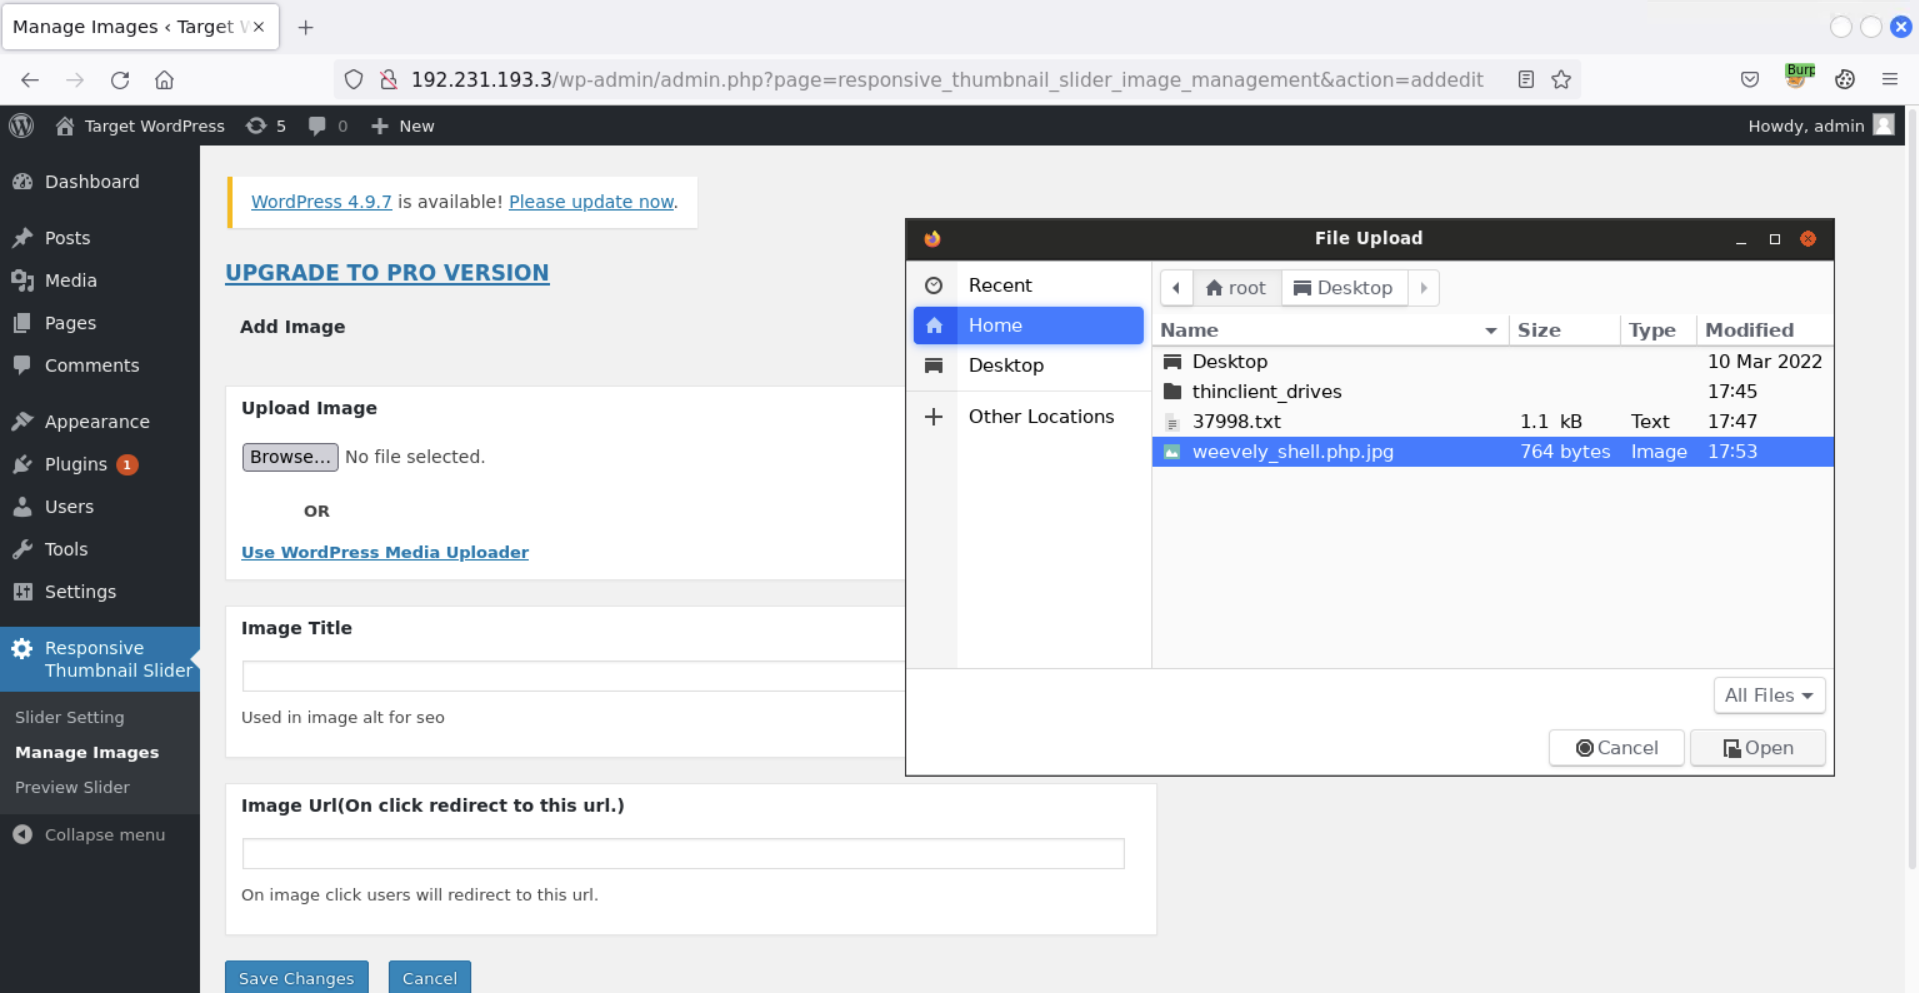 Manage Images ‹ Target W
192.231.193.3/wp-admin/admin.php?page=responsive_thumbnail_slider_image_management&action=addedit
Burp
Target WordPress 5 0 New
Howdy, admin
Dashboard
Posts
Media
Pages
Comments
Appearance
Plugins 1
Users
Tools
Settings
Responsive
Thumbnail Slider
Slider Setting
Manage Images
Preview Slider
Collapse menu
WordPress 4.9.7 is available! Please update now.
UPGRADE TO PRO VERSION
Add Image
Upload Image
Browse... No file selected.
OR
Use WordPress Media Uploader
Image Title
Used in image alt for seo
Image Url(On click redirect to this url.)
On image click users will redirect to this url.
Save Changes Cancel
File Upload
Recent
Home
Desktop
Other Locations
root Desktop
Name Size Type Modified
Desktop 10 Mar 2022
thinclient_drives 17:45
37998.txt 1.1 kB Text 17:47
weevely_shell.php.jpg 764 bytes Image 17:53
All Files
Cancel Open